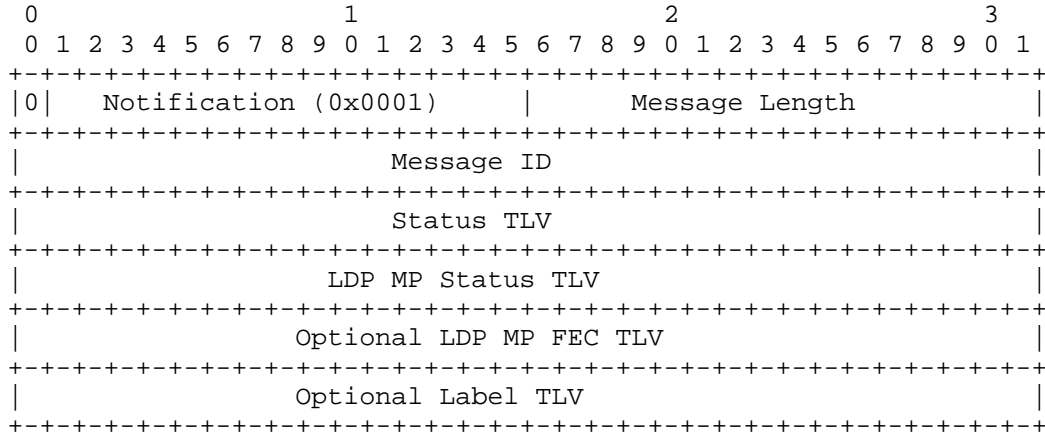 0                   1                   2                   3
 0 1 2 3 4 5 6 7 8 9 0 1 2 3 4 5 6 7 8 9 0 1 2 3 4 5 6 7 8 9 0 1
+-+-+-+-+-+-+-+-+-+-+-+-+-+-+-+-+-+-+-+-+-+-+-+-+-+-+-+-+-+-+-+-+
|0|   Notification (0x0001)     |      Message Length           |
+-+-+-+-+-+-+-+-+-+-+-+-+-+-+-+-+-+-+-+-+-+-+-+-+-+-+-+-+-+-+-+-+
|                       Message ID                              |
+-+-+-+-+-+-+-+-+-+-+-+-+-+-+-+-+-+-+-+-+-+-+-+-+-+-+-+-+-+-+-+-+
|                       Status TLV                              |
+-+-+-+-+-+-+-+-+-+-+-+-+-+-+-+-+-+-+-+-+-+-+-+-+-+-+-+-+-+-+-+-+
|                   LDP MP Status TLV                           |
+-+-+-+-+-+-+-+-+-+-+-+-+-+-+-+-+-+-+-+-+-+-+-+-+-+-+-+-+-+-+-+-+
|                 Optional LDP MP FEC TLV                       |
+-+-+-+-+-+-+-+-+-+-+-+-+-+-+-+-+-+-+-+-+-+-+-+-+-+-+-+-+-+-+-+-+
|                 Optional Label TLV                            |
+-+-+-+-+-+-+-+-+-+-+-+-+-+-+-+-+-+-+-+-+-+-+-+-+-+-+-+-+-+-+-+-+